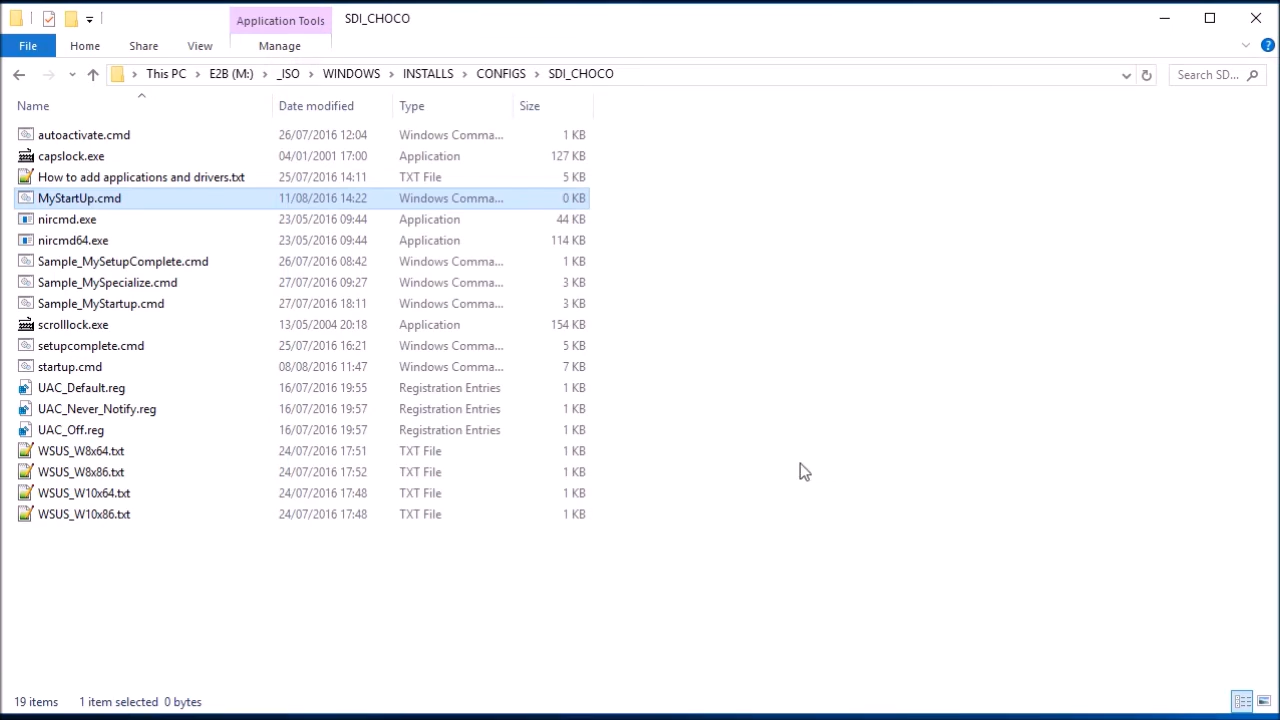 Application Tools SDI_CHOCO
File Home Share View Manage
This PC E2B (M:) _ISO WINDOWS INSTALLS CONFIGS SDI_CHOCO Search SD...
Name Date modified Type Size
autoactivate.cmd 26/07/2016 12:04 Windows Comma... 1 KB
capslock.exe 04/01/2001 17:00 Application 127 KB
How to add applications and drivers.txt 25/07/2016 14:11 TXT File 5 KB
MyStartUp.cmd 11/08/2016 14:22 Windows Comma... 0 KB
nircmd.exe 23/05/2016 09:44 Application 44 KB
nircmd64.exe 23/05/2016 09:44 Application 114 KB
Sample_MySetupComplete.cmd 26/07/2016 08:42 Windows Comma... 1 KB
Sample_MySpecialize.cmd 27/07/2016 09:27 Windows Comma... 3 KB
Sample_MyStartup.cmd 27/07/2016 18:11 Windows Comma... 3 KB
scrolllock.exe 13/05/2004 20:18 Application 154 KB
setupcomplete.cmd 25/07/2016 16:21 Windows Comma... 5 KB
startup.cmd 08/08/2016 11:47 Windows Comma... 7 KB
UAC_Default.reg 16/07/2016 19:55 Registration Entries 1 KB
UAC_Never_Notify.reg 16/07/2016 19:57 Registration Entries 1 KB
UAC_Off.reg 16/07/2016 19:57 Registration Entries 1 KB
WSUS_W8x64.txt 24/07/2016 17:51 TXT File 1 KB
WSUS_W8x86.txt 24/07/2016 17:52 TXT File 1 KB
WSUS_W10x64.txt 24/07/2016 17:48 TXT File 1 KB
WSUS_W10x86.txt 24/07/2016 17:48 TXT File 1 KB
19 items 1 item selected 0 bytes